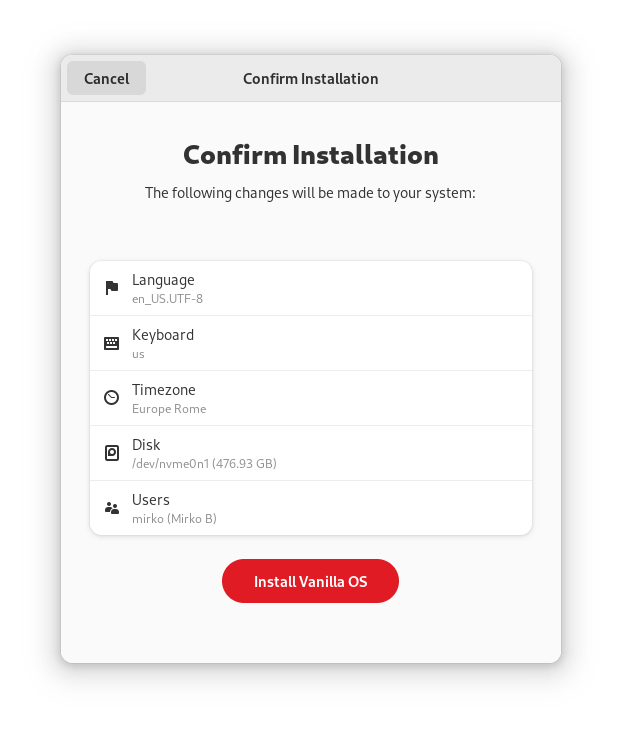 Cancel
Confirm Installation
Confirm Installation
The following changes will be made to your system:
Language
en_US.UTF-8
Keyboard
us
Timezone
Europe Rome
Disk
/dev/nvme0n1 (476.93 GB)
Users
mirko (Mirko B)
Install Vanilla OS